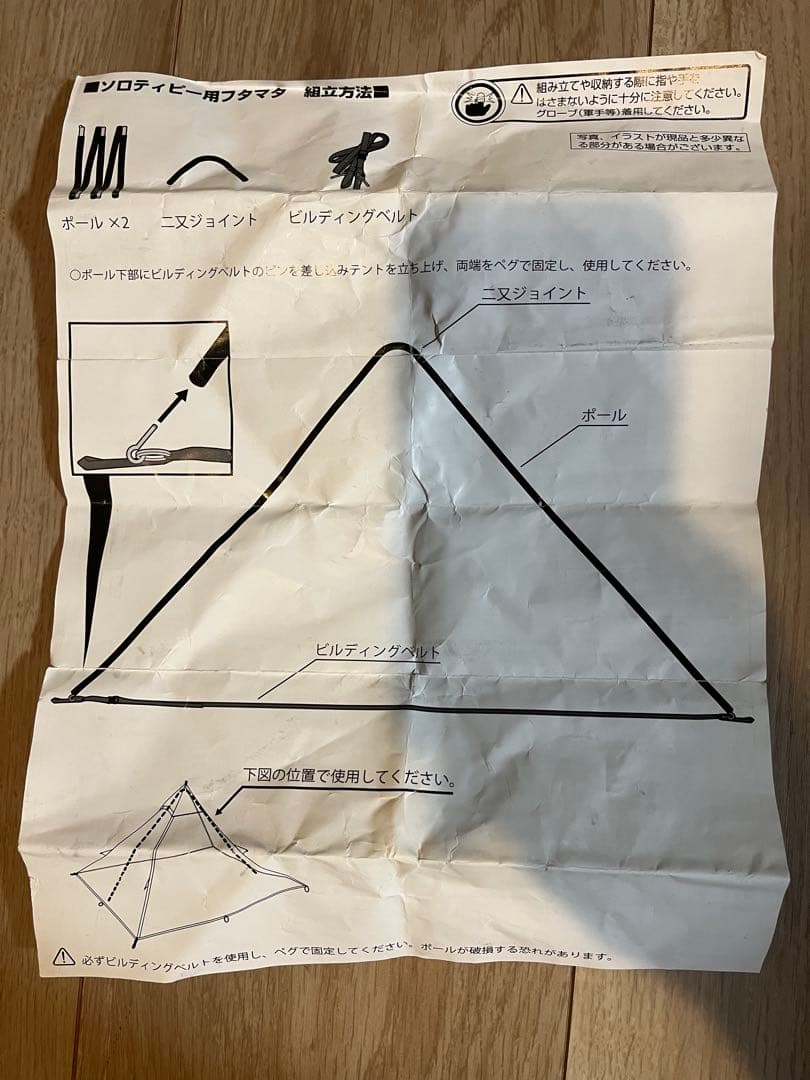 ■ソロティピー用フタマタ 組立方法■
組み立てや収納する際に指や手を
はさまないように十分に注意してください。
グローブ(軍手等)着用してください。
写真、イラストが現品と多少異な
る部分がある場合がございます。
ポール×2
二又ジョイント
ビルディングベルト
○ポール下部にビルディングベルトのピンを差し込みテントを立ち上げ、両端をペグで固定し、使用してください。
二又ジョイント
ポール
ビルディングベルト
下図の位置で使用してください。
必ずビルディングベルトを使用し、ペグで固定してください。ポールが破損する恐れがあります。